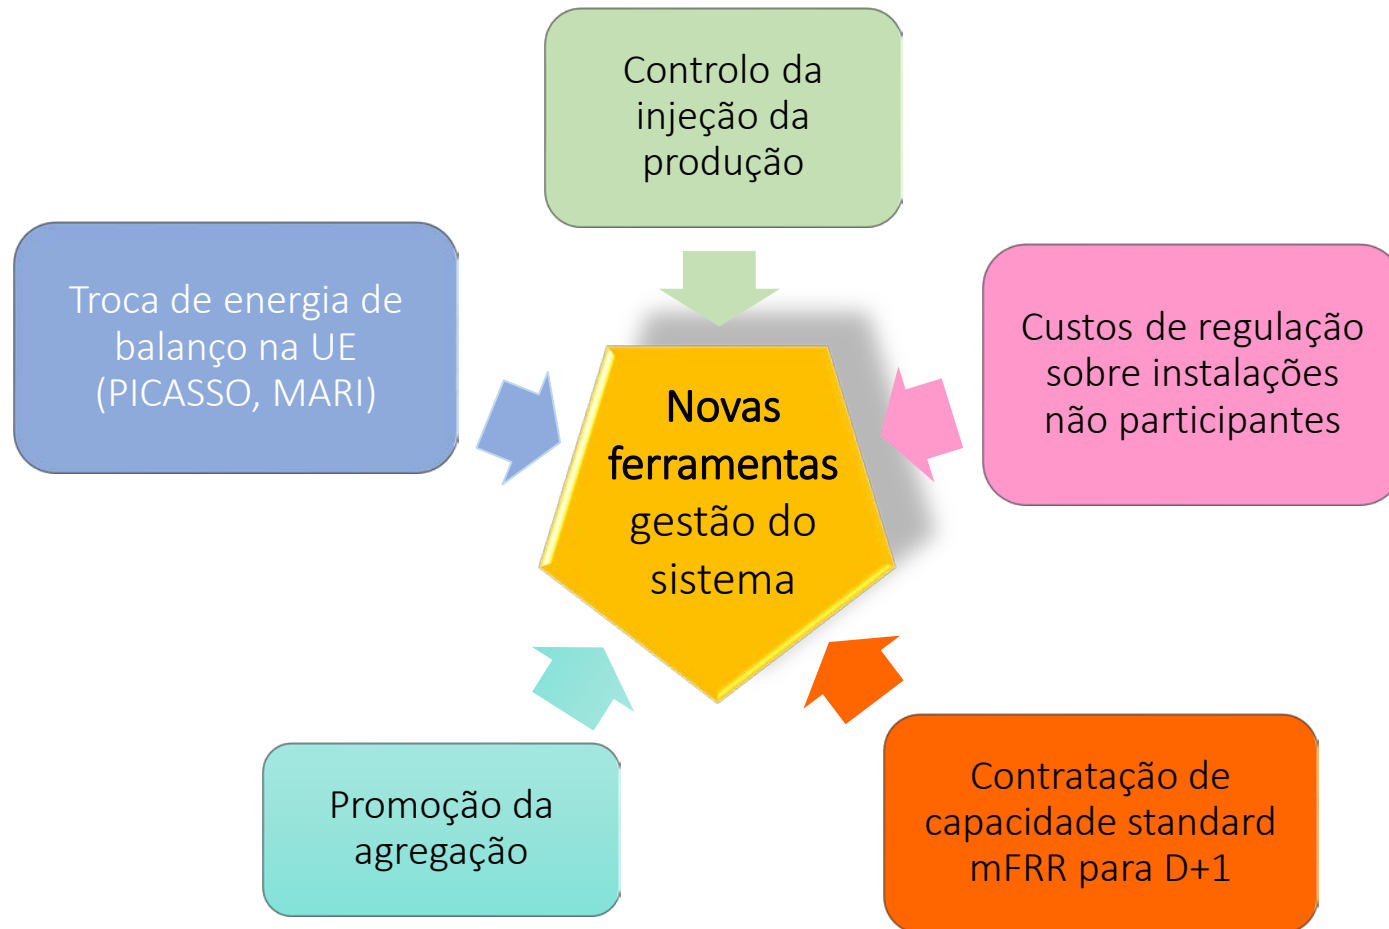 Controlo da
injeção da
produção
Troca de energia de
balanço na UE
(PICASSO, MARI)
Custos de regulação
sobre instalações
não participantes
Novas
ferramentas
gestão do
sistema
Promoção da
agregação
Contratação de
capacidade standard
mFRR para D+1